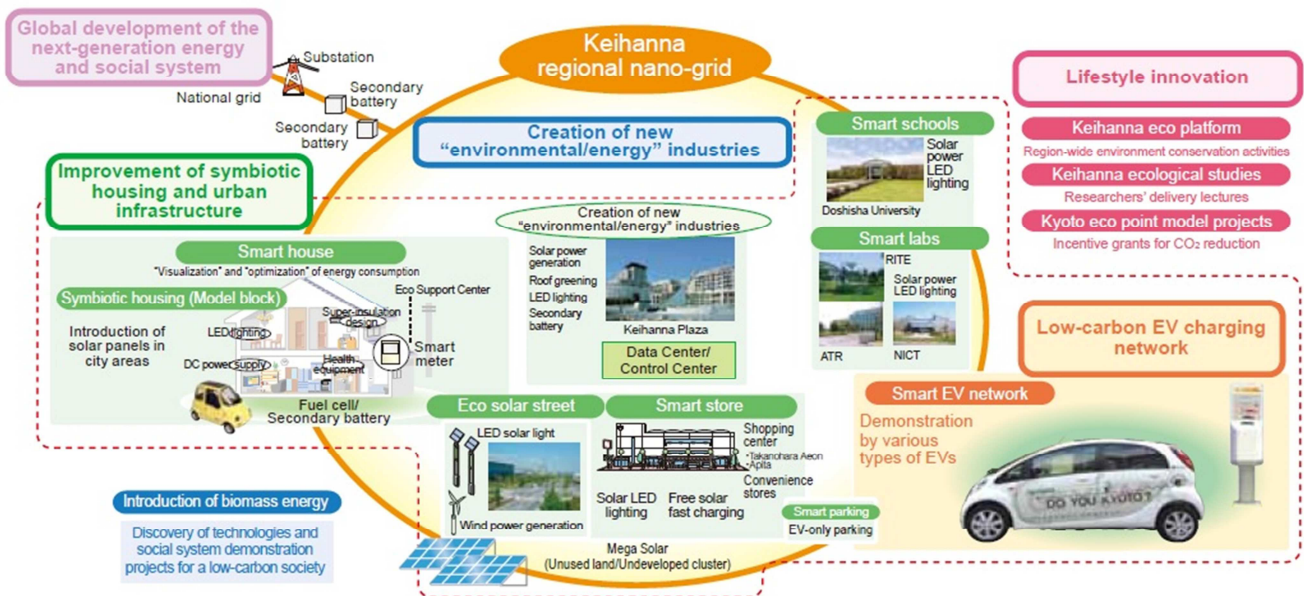 Global development of the
next-generation energy
and social system
Substation
National grid
Secondary
battery
Secondary
battery
Keihanna
regional nano-grid
Creation of new
“environmental/energy” industries
Lifestyle innovation
Keihanna eco platform
Region-wide environment conservation activities
Keihanna ecological studies
Researchers’ delivery lectures
Kyoto eco point model projects
Incentive grants for CO₂ reduction
Improvement of symbiotic
housing and urban
infrastructure
Smart house
“Visualization” and “optimization” of energy consumption
Symbiotic housing (Model block)
Introduction of
solar panels in
city areas
Eco Support Center
Super-insulation
design
LED lighting
Smart
meter
DC power supply
Health
equipment
Fuel cell/
Secondary battery
Creation of new
“environmental/energy” industries
Solar power
generation
Roof greening
LED lighting
Secondary
battery
Keihanna Plaza
Data Center/
Control Center
Smart schools
Solar
power
LED
lighting
Doshisha University
Smart labs
RITE
Solar power
LED lighting
ATR
NICT
Low-carbon EV charging
network
Smart EV network
Demonstration
by various
types of EVs
DO YOU KYOTO?
Eco solar street
LED solar light
Wind power generation
Smart store
Shopping
center
・Takanohara Aeon
・Apita
Convenience
stores
Solar LED
lighting
Free solar
fast charging
Smart parking
EV-only parking
Mega Solar
(Unused land/Undeveloped cluster)
Introduction of biomass energy
Discovery of technologies and
social system demonstration
projects for a low-carbon society